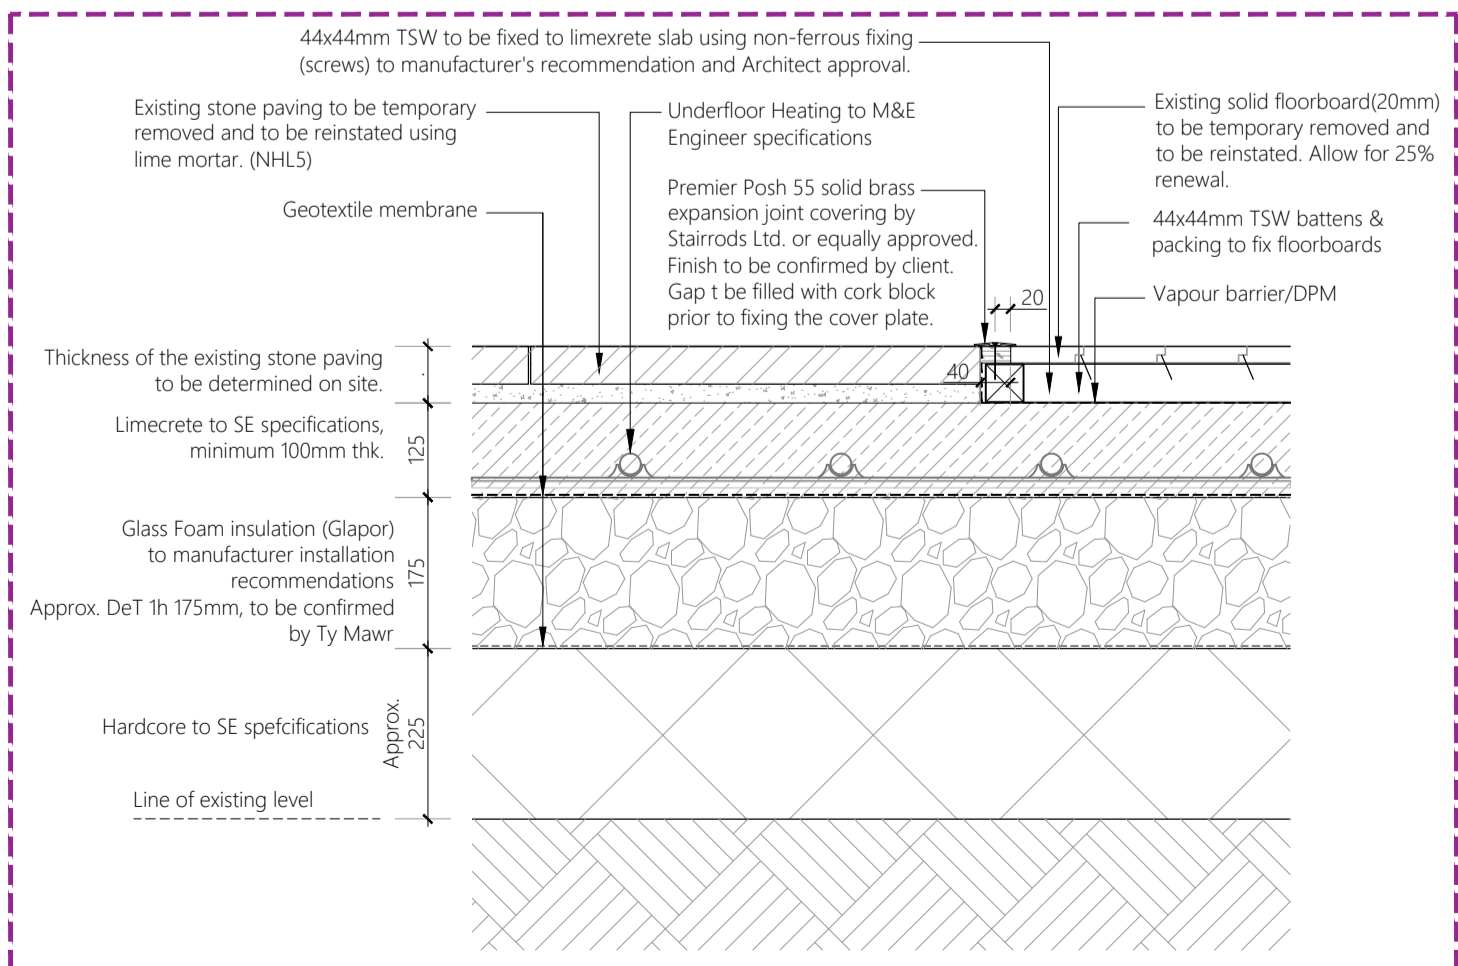 44x44mm TSW to be fixed to limexrete slab using non-ferrous fixing
(screws) to manufacturer's recommendation and Architect approval.
Existing stone paving to be temporary
removed and to be reinstated using
lime mortar. (NHL5)
Underfloor Heating to M&E
Engineer specifications
Existing solid floorboard(20mm)
to be temporary removed and
to be reinstated. Allow for 25%
renewal.
Geotextile membrane
Premier Posh 55 solid brass
expansion joint covering by
Stairrods Ltd. or equally approved.
Finish to be confirmed by client.
Gap t be filled with cork block
prior to fixing the cover plate.
44x44mm TSW battens &
packing to fix floorboards
Vapour barrier/DPM
20
40
Thickness of the existing stone paving
to be determined on site.
Limecrete to SE specifications,
minimum 100mm thk.
125
Glass Foam insulation (Glapor)
to manufacturer installation
recommendations
Approx. DeT 1h 175mm, to be confirmed
by Ty Mawr
175
Hardcore to SE spefcifications
Approx.
225
Line of existing level